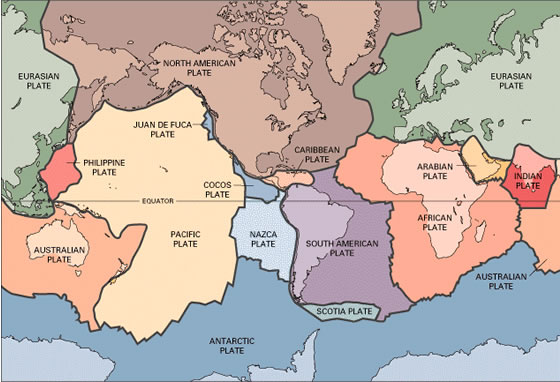 NORTH AMERICAN
PLATE
EURASIAN
PLATE
EURASIAN
PLATE
JUAN DE FUCA
PLATE
CARIBBEAN
PLATE
PHILIPPINE
PLATE
ARABIAN
PLATE
INDIAN
PLATE
COCOS
PLATE
EQUATOR
AFRICAN
PLATE
PACIFIC
PLATE
NAZCA
PLATE
SOUTH AMERICAN
PLATE
AUSTRALIAN
PLATE
AUSTRALIAN
PLATE
SCOTIA PLATE
ANTARCTIC
PLATE